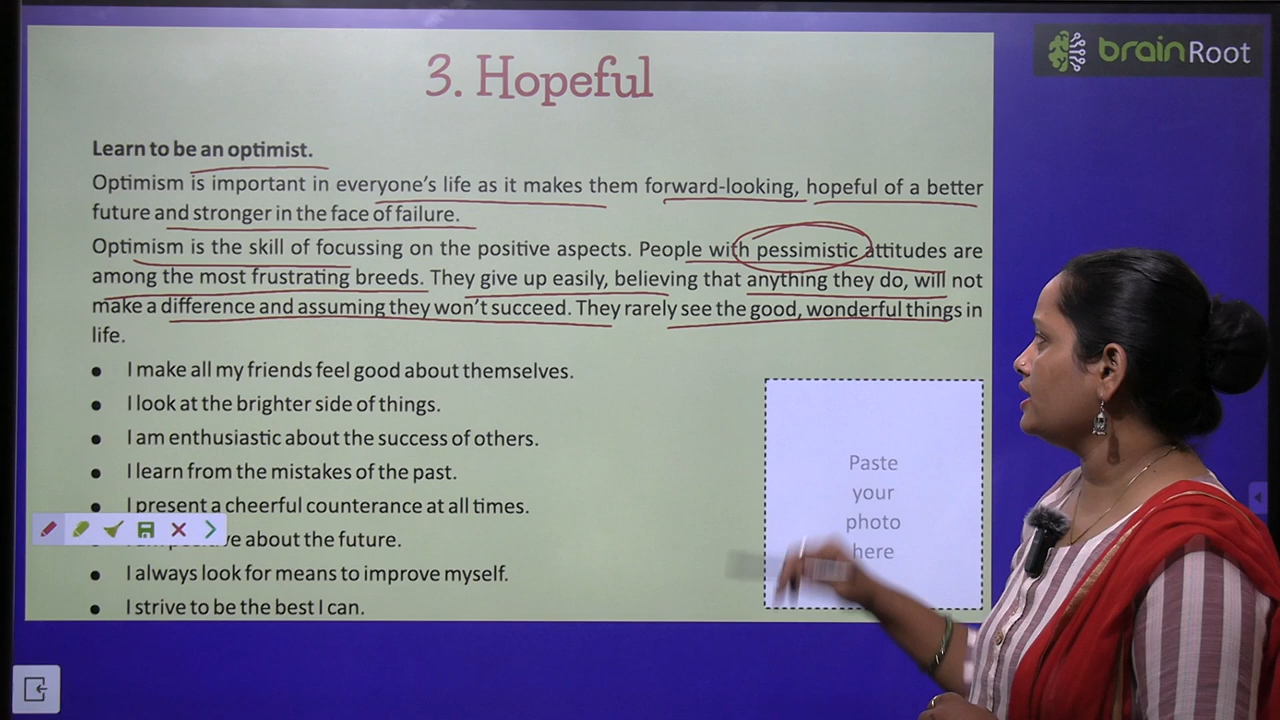 3. Hopeful
brainRoot
Learn to be an optimist.
Optimism is important in everyone's life as it makes them forward-looking, hopeful of a better
future and stronger in the face of failure.
Optimism is the skill of focussing on the positive aspects. People with pessimistic attitudes are
among the most frustrating breeds. They give up easily, believing that anything they do, will not
make a difference and assuming they won't succeed. They rarely see the good, wonderful things in
life.
• I make all my friends feel good about themselves.
• I look at the brighter side of things.
• I am enthusiastic about the success of others.
• I learn from the mistakes of the past.
• I present a cheerful counterance at all times.
about the future.
• I always look for means to improve myself.
• I strive to be the best I can.
Paste
your
photo
here